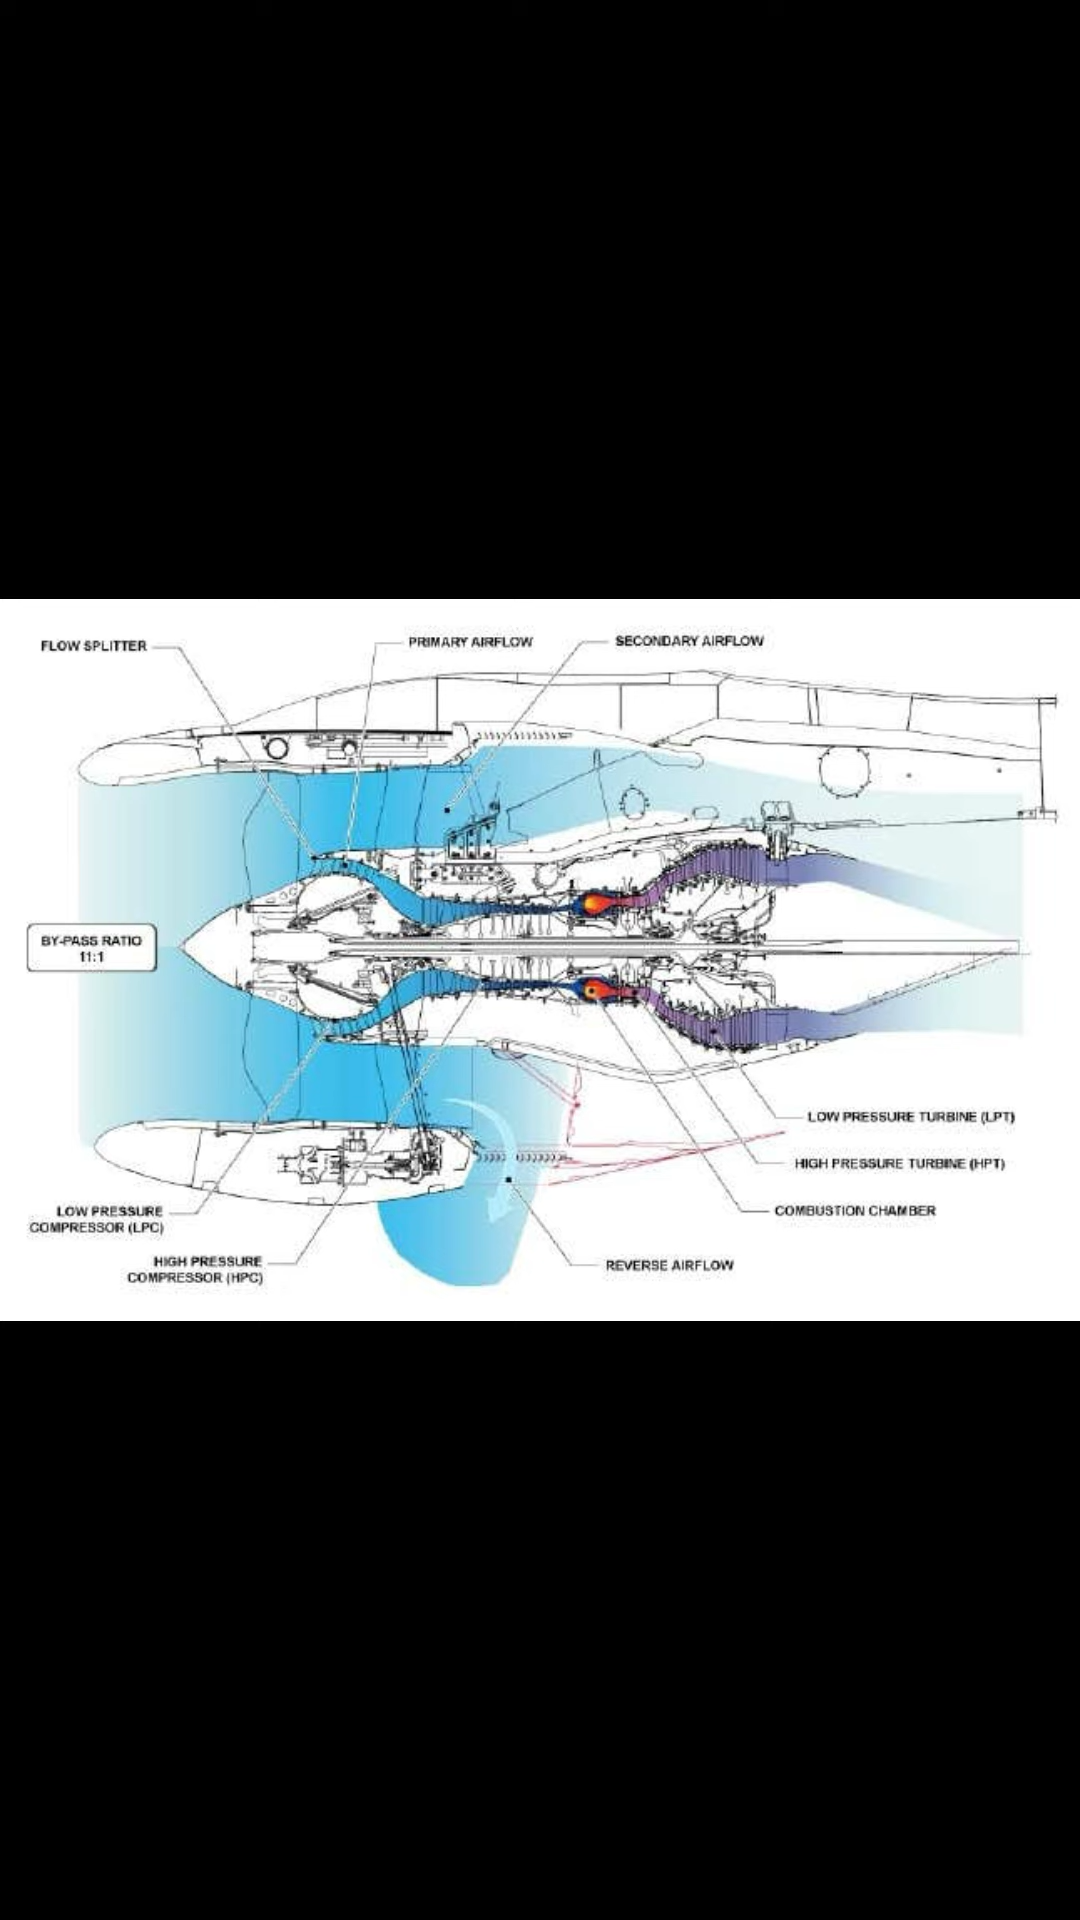 FLOW SPLITTER
PRIMARY AIRFLOW
SECONDARY AIRFLOW
BY-PASS RATIO
11:1
LOW PRESSURE TURBINE (LPT)
HIGH PRESSURE TURBINE (HPT)
LOW PRESSURE
COMPRESSOR (LPC)
COMBUSTION CHAMBER
HIGH PRESSURE
COMPRESSOR (HPC)
REVERSE AIRFLOW